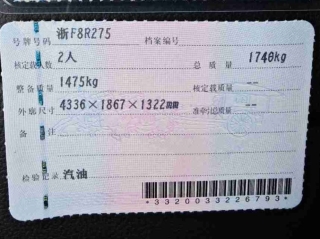 号牌号码 浙F8R275 档案编号
核定载人数 2人 总质量 1740kg
整备质量 1475kg 核定载质量 --
外廓尺寸 4336×1867×1322mm 准牵引总质量 --
备注
检验记录 汽油
*3320033226793*